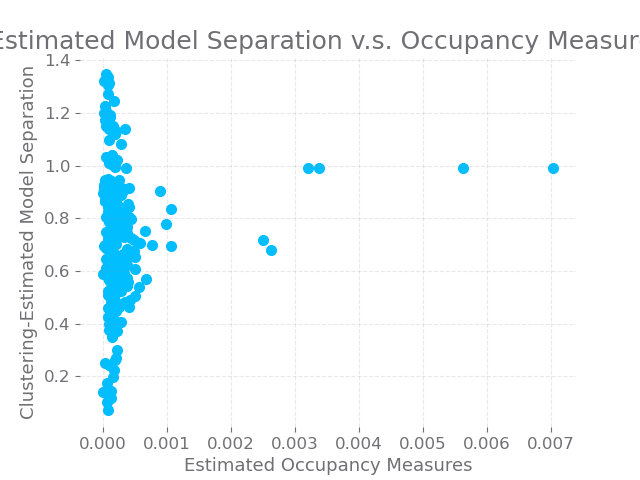 Estimated Model Separation v.s. Occupancy Measur
Clustering-Estimated Model Separation
1.4
1.2
1.0
0.8
0.6
0.4
0.2
0.000 0.001 0.002 0.003 0.004 0.005 0.006 0.007
Estimated Occupancy Measures